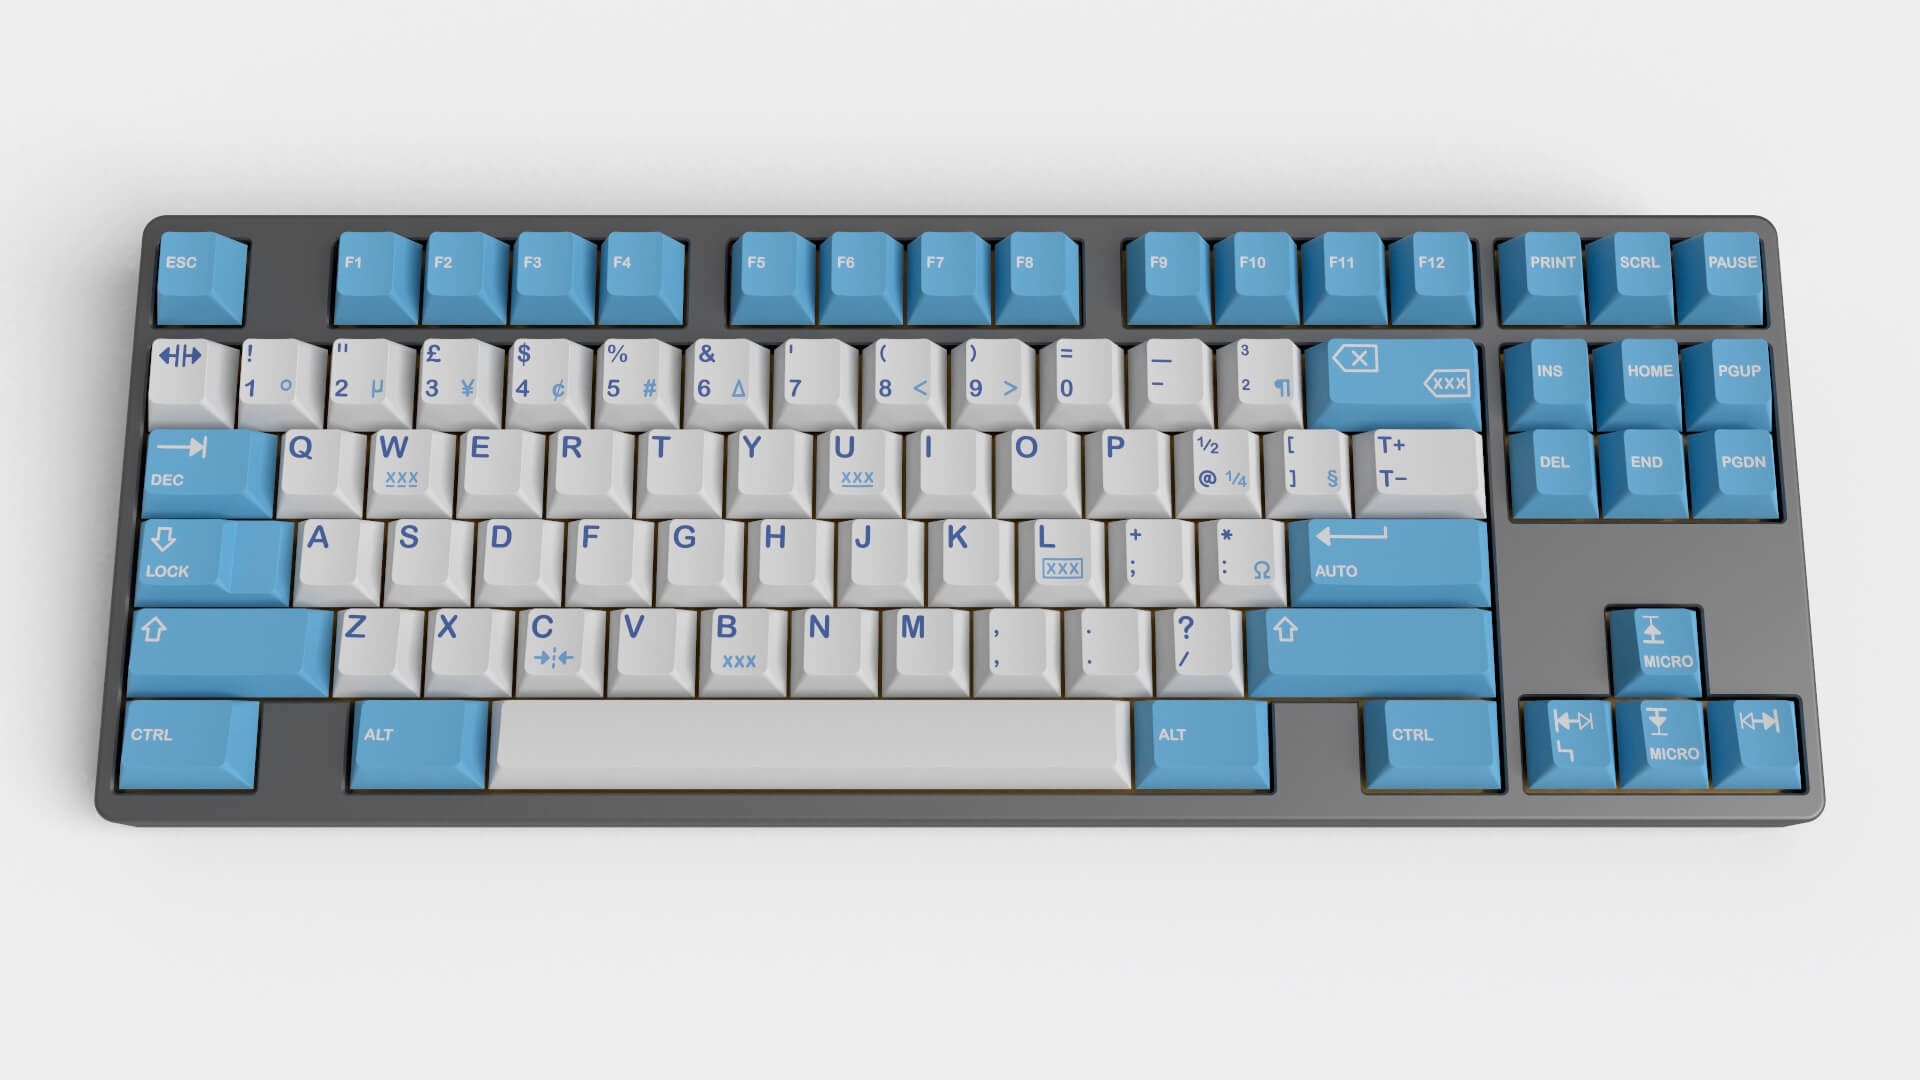 ESC F1 F2 F3 F4 F5 F6 F7 F8 F9 F10 F11 F12 PRINT SCRL PAUSE
! " £ $ % & ' ( ) = _ 3
1 o 2 µ 3 ¥ 4 ¢ 5 # 6 Δ 7 8 < 9 > 0 - 2 ¶ XXX INS HOME PGUP
Q W E R T Y U I O P ½ [ T+
DEC XXX XXX @ ¼ ] § T− DEL END PGDN
A S D F G H J K L + *
LOCK XXX ; : Ω AUTO
Z X C V B N M , . ?
XXX , . / MICRO
CTRL ALT ALT CTRL MICRO